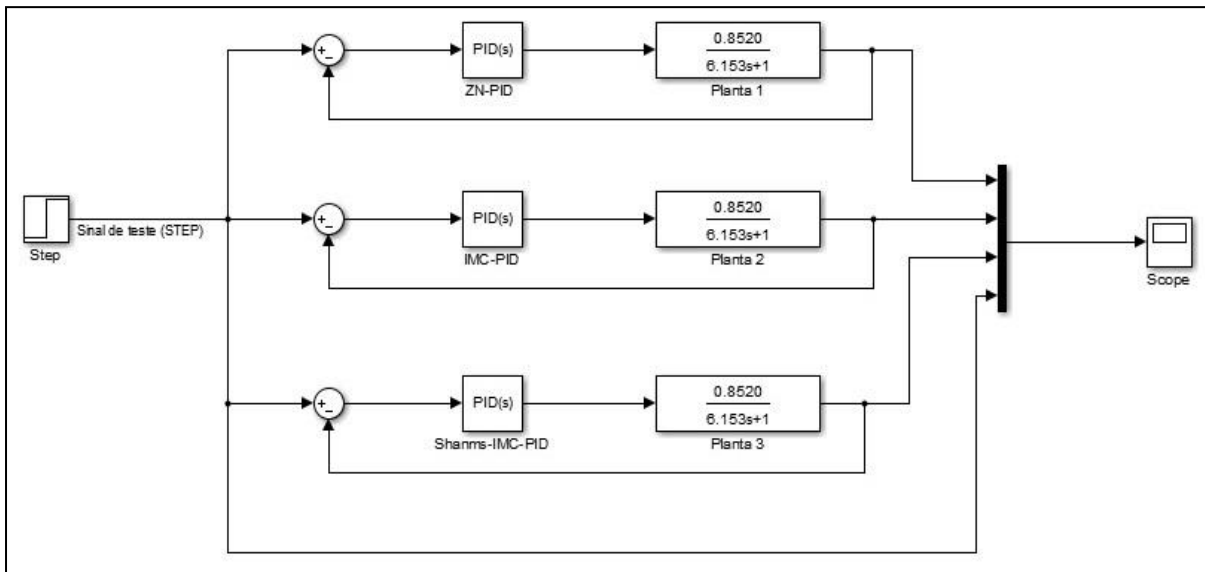 +
−
PID(s)
ZN-PID
0.8520
6.153s+1
Planta 1
Step
Sinal de teste (STEP)
+
−
PID(s)
IMC-PID
0.8520
6.153s+1
Planta 2
Scope
+
−
PID(s)
Shanms-IMC-PID
0.8520
6.153s+1
Planta 3